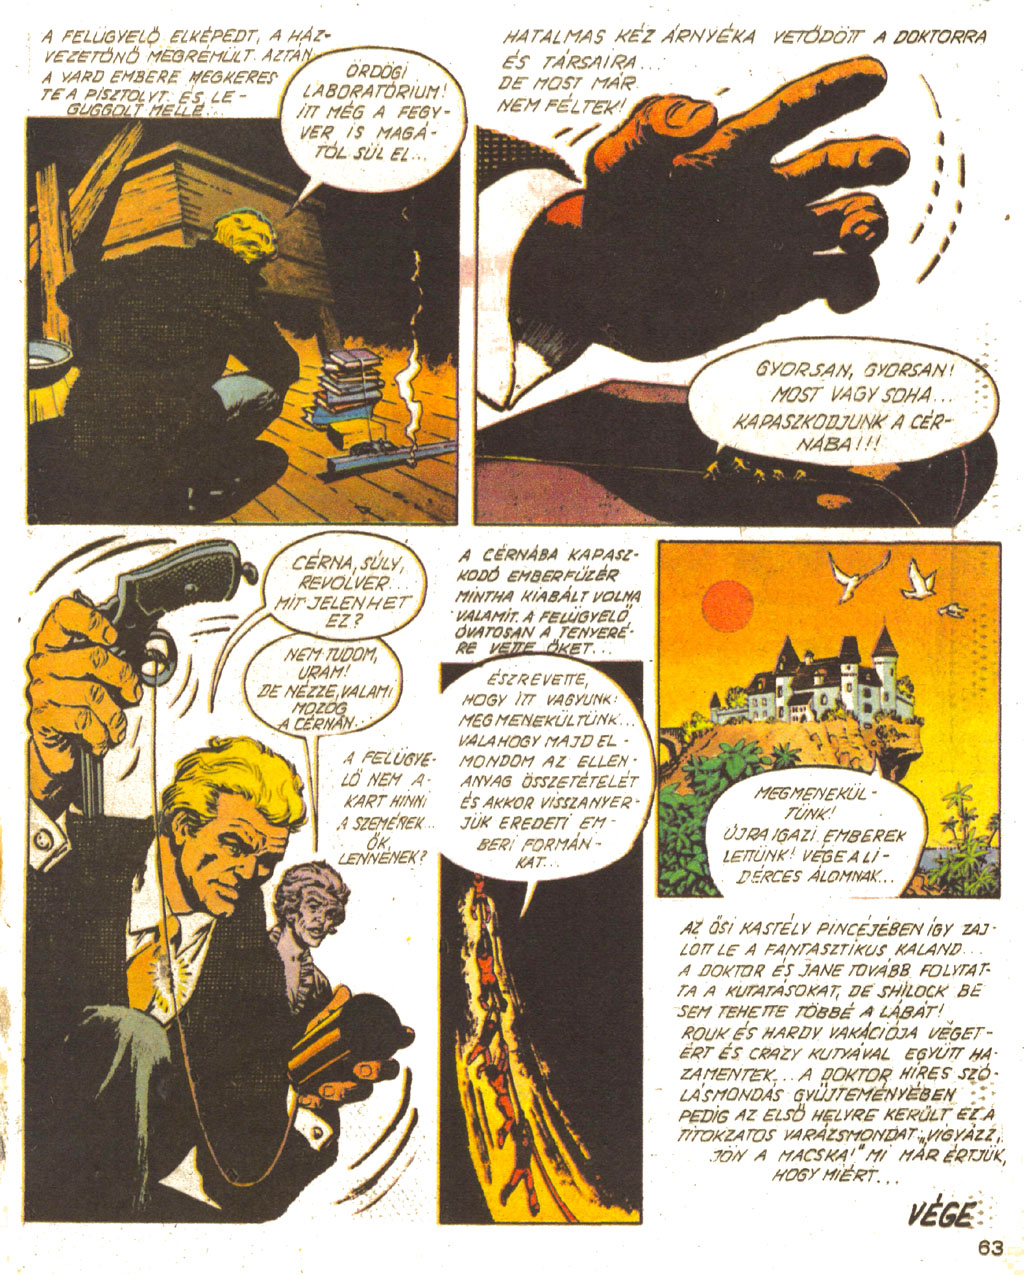 A FELÜGYELŐ ELKÉPEDT, A HÁZ-
VEZETŐNŐ MEGRÉMÜLT. AZTÁN
A YARD EMBERE MEGKERES
TE A PISZTOLYT ÉS LE-
GUGGOLT MELLÉ...
ÖRDÖGI
LABORATÓRIUM!
ITT MÉG A FEGY-
VER IS MAGÁ-
TÓL SÜL EL...
HATALMAS KÉZ ÁRNYÉKA VETŐDÖTT A DOKTORRA
ÉS TÁRSAIRA...
DE MOST MÁR
NEM FÉLTEK!
GYORSAN, GYORSAN!
MOST VAGY SOHA...
KAPASZKODJUNK A CÉR-
NÁBA!!!
CÉRNA, SÚLY,
REVOLVER...
MIT JELENHET
EZ?
NEM TUDOM,
URAM!
DE NÉZZE, VALAMI
MOZOG
A CÉRNÁN...
A FELÜGYE-
LŐ NEM A-
KART HINNI
A SZEMÉNEK...
ŐK
LENNÉNEK?
A CÉRNÁBA KAPASZ-
KODÓ EMBERFÜZÉR
MINTHA KIABÁLT VOLNA
VALAMIT. A FELÜGYELŐ,
ÓVATOSAN A TENYERÉ-
RE VETTE ŐKET...
ÉSZREVETTE,
HOGY ITT VAGYUNK!
MEGMENEKÜLTÜNK...
VALAHOGY MAJD EL-
MONDOM AZ ELLEN-
ANYAG ÖSSZETÉTELÉT
ÉS AKKOR VISSZANYER-
JÜK EREDETI EM-
BERI FORMÁN-
KAT...
MEGMENEKÜL-
TÜNK!
ÚJRA IGAZI EMBEREK
LETTÜNK! VÉGE A LI-
DÉRCES ÁLOMNAK...
AZ ŐSI KASTÉLY PINCÉJÉBEN ÍGY ZAJ-
LOTT LE A FANTASZTIKUS KALAND...
A DOKTOR ÉS JANE TOVÁBB FOLYTAT-
TA A KUTATÁSOKAT, DE SHILOCK BE
SEM TEHETTE TÖBBÉ A LÁBÁT!
ROUK ÉS HARDY VAKÁCIÓJA VÉGET-
ÉRT ÉS CRAZY KUTYÁVAL EGYÜTT HA-
ZAMENTEK... A DOKTOR HÍRES SZÓ-
LÁSMONDÁS GYŰJTEMÉNYÉBEN
PEDIG AZ ELSŐ HELYRE KERÜLT EZ A
TITOKZATOS VARÁZSMONDAT „VIGYÁZZ,
JÖN A MACSKA!" MI MÁR ÉRTJÜK,
HOGY MIÉRT...
VÉGE
63